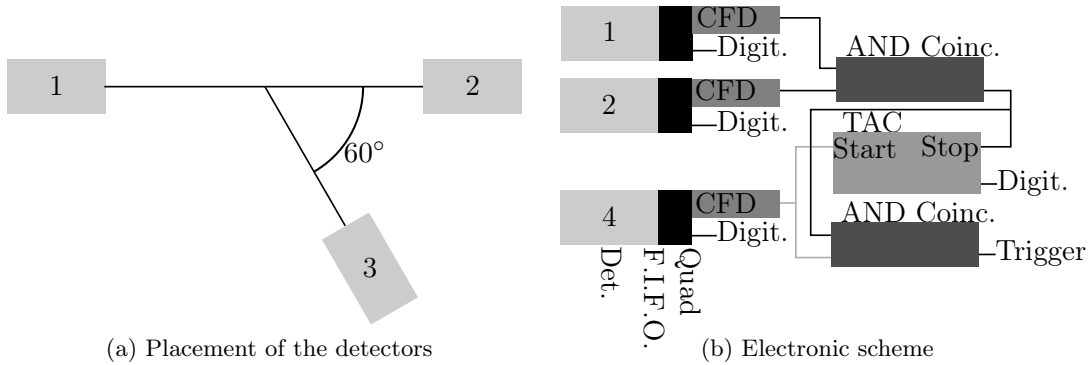 1
2
60°
3
(a) Placement of the detectors
1
CFD
Digit.
AND Coinc.
2
CFD
Digit.
TAC
Start Stop
Digit.
4
CFD
Digit.
AND Coinc.
Trigger
Det.
F.I.F.O.
Quad
(b) Electronic scheme